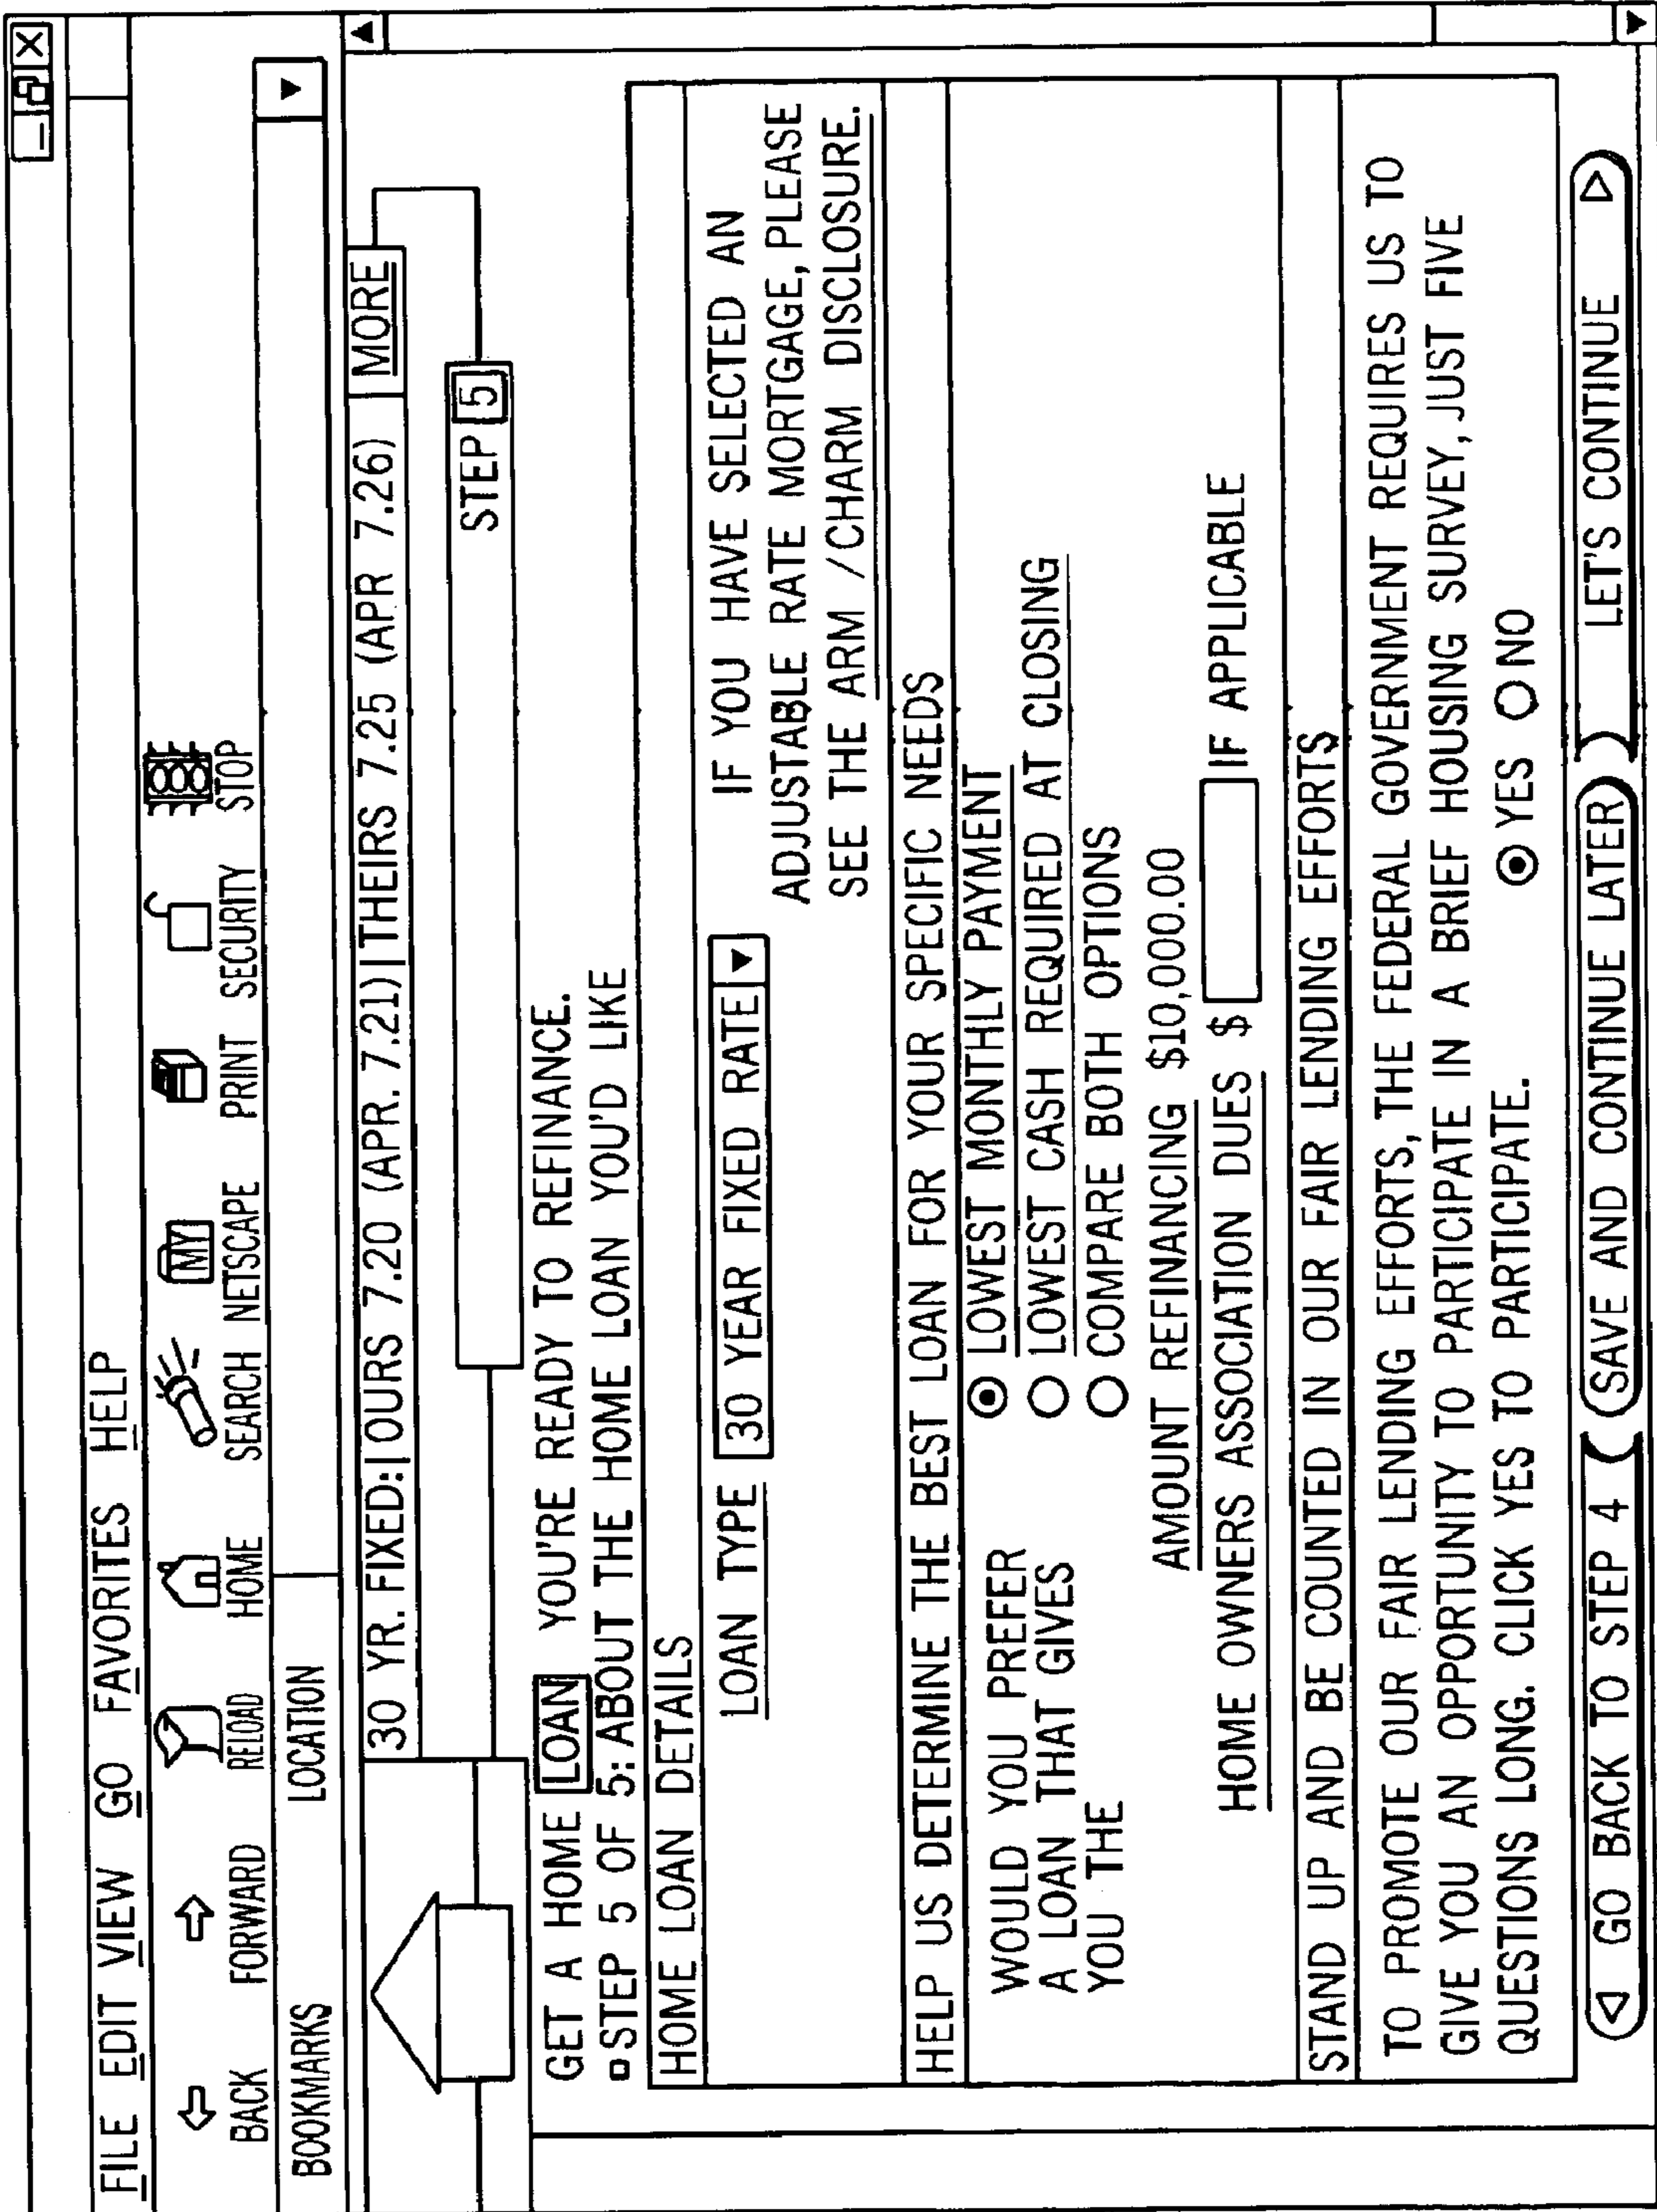 FILE EDIT VIEW GO FAVORITES HELP
BACK FORWARD RELOAD HOME SEARCH NETSCAPE PRINT SECURITY STOP
MY
BOOKMARKS LOCATION
30 YR. FIXED:|OURS 7.20 (APR. 7.21)|THEIRS 7.25 (APR 7.26) MORE
STEP 5
GET A HOME LOAN YOU'RE READY TO REFINANCE.
STEP 5 OF 5: ABOUT THE HOME LOAN YOU'D LIKE
HOME LOAN DETAILS
LOAN TYPE 30 YEAR FIXED RATE IF YOU HAVE SELECTED AN
ADJUSTABLE RATE MORTGAGE, PLEASE
SEE THE ARM /CHARM DISCLOSURE.
HELP US DETERMINE THE BEST LOAN FOR YOUR SPECIFIC NEEDS
WOULD YOU PREFER LOWEST MONTHLY PAYMENT
A LOAN THAT GIVES LOWEST CASH REQUIRED AT CLOSING
YOU THE COMPARE BOTH OPTIONS
AMOUNT REFINANCING $10,000.00
HOME OWNERS ASSOCIATION DUES $ IF APPLICABLE
STAND UP AND BE COUNTED IN OUR FAIR LENDING EFFORTS
TO PROMOTE OUR FAIR LENDING EFFORTS, THE FEDERAL GOVERNMENT REQUIRES US TO
GIVE YOU AN OPPORTUNITY TO PARTICIPATE IN A BRIEF HOUSING SURVEY, JUST FIVE
QUESTIONS LONG. CLICK YES TO PARTICIPATE. YES NO
GO BACK TO STEP 4 SAVE AND CONTINUE LATER LET'S CONTINUE